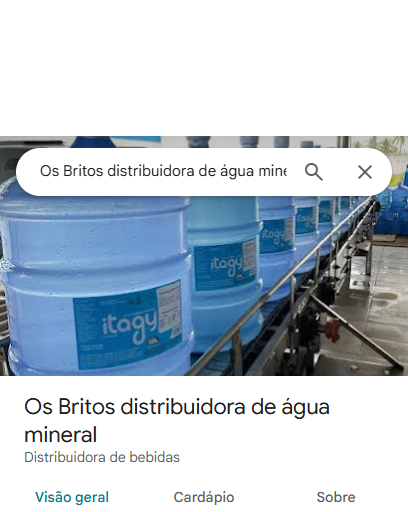 Os Britos distribuidora de água mine
itagy
itagy
itagy
Os Britos distribuidora de água
mineral
Distribuidora de bebidas
Visão geral
Cardápio
Sobre